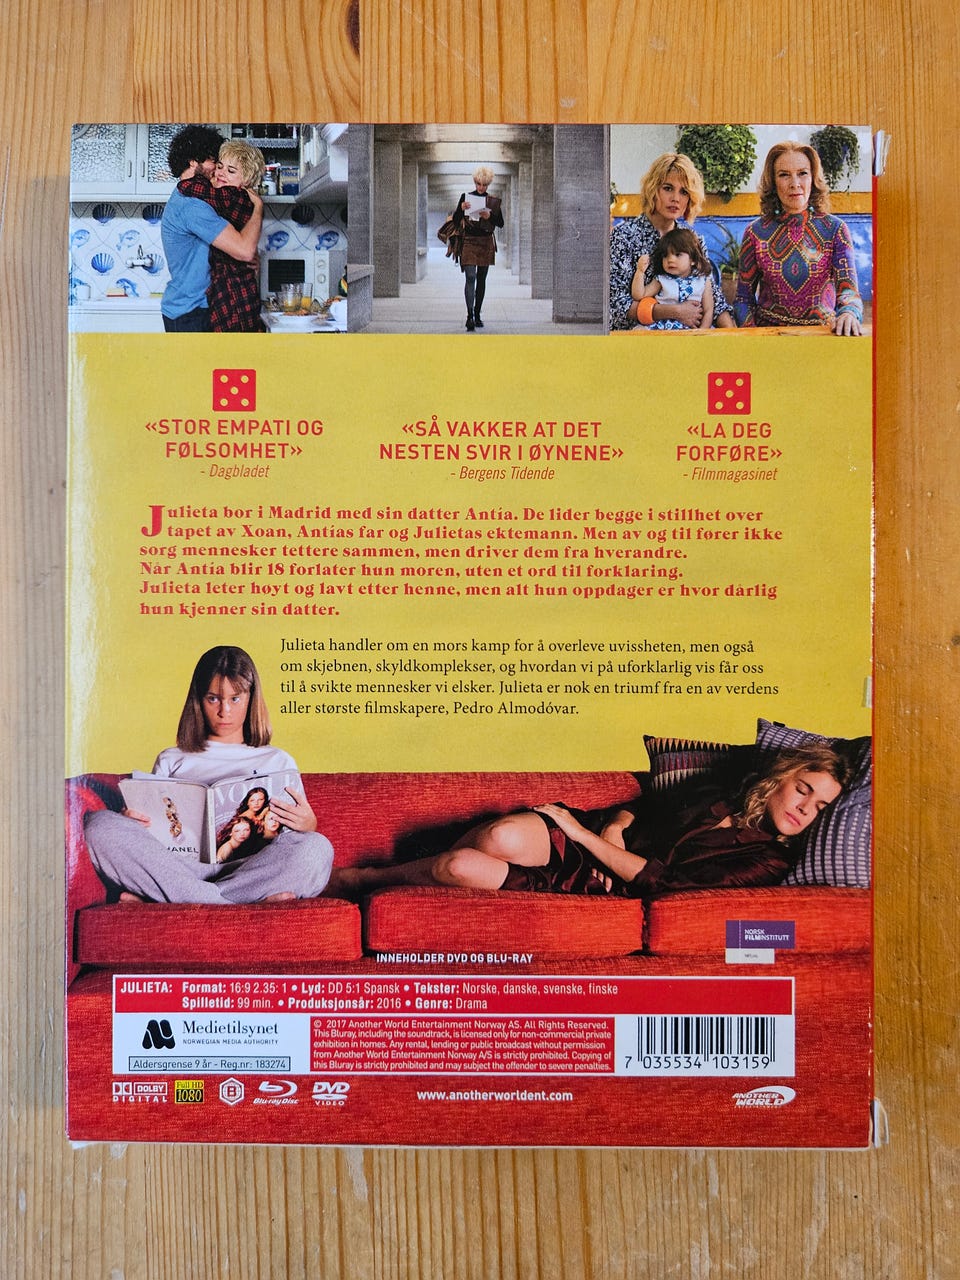 «STOR EMPATI OG
FØLSOMHET»
- Dagbladet
«SÅ VAKKER AT DET
NESTEN SVIR I ØYNENE»
- Bergens Tidende
«LA DEG
FORFØRE»
- Filmmagasinet
Julieta bor i Madrid med sin datter Antía. De lider begge i stillhet over
tapet av Xoan, Antías far og Julietas ektemann. Men av og til fører ikke
sorg mennesker tettere sammen, men driver dem fra hverandre.
Når Antía blir 18 forlater hun moren, uten et ord til forklaring.
Julieta leter høyt og lavt etter henne, men alt hun oppdager er hvor dårlig
hun kjenner sin datter.
Julieta handler om en mors kamp for å overleve uvissheten, men også
om skjebnen, skyldkomplekser, og hvordan vi på uforklarlig vis får oss
til å svikte mennesker vi elsker. Julieta er nok en triumf fra en av verdens
aller største filmskapere, Pedro Almodóvar.
VOGUE
HANEL
NORSK
FILMINSTITUTT
INNEHOLDER DVD OG BLU-RAY
JULIETA: Format: 16:9 2.35: 1 • Lyd: DD 5:1 Spansk • Tekster: Norske, danske, svenske, finske
Spilletid: 99 min. • Produksjonsår: 2016 • Genre: Drama
Medietilsynet
NORWEGIAN MEDIA AUTHORITY
Aldersgrense 9 år - Reg.nr: 183274
© 2017 Another World Entertainment Norway AS. All Rights Reserved.
This Bluray, including the soundtrack, is licensed only for non-commercial private
exhibition in homes. Any rental, lending or public broadcast without permission
from Another World Entertainment Norway A/S is strictly prohibited. Copying of
this Bluray is strictly prohibited and may subject the offender to severe penalties.
7 035534 103159
DOLBY
DIGITAL
Full HD
1080
B
Blu-ray Disc
DVD
VIDEO
www.anotherworldent.com
ANOTHER
WORLD